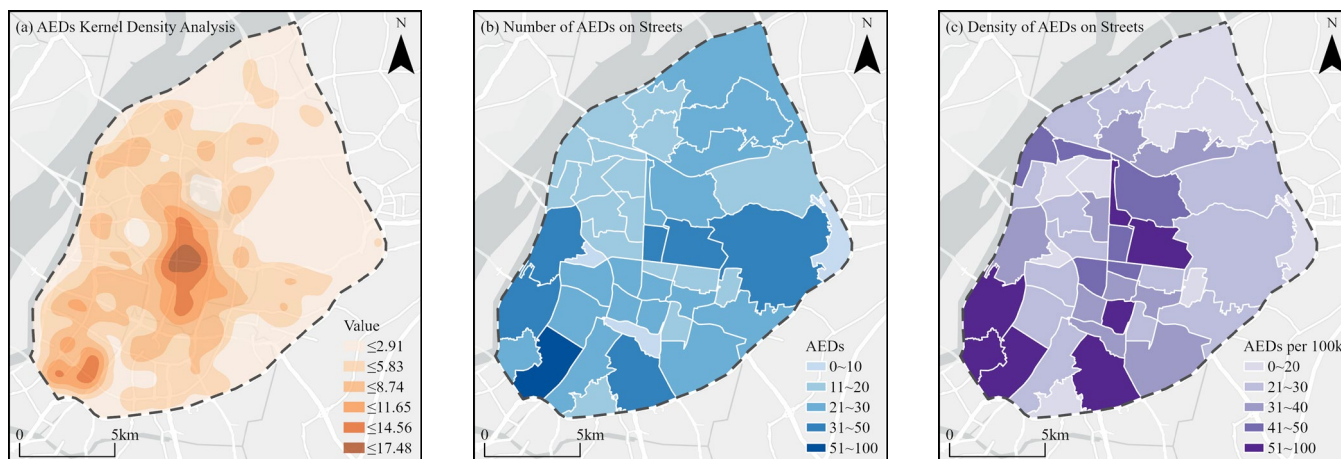 (a) AEDs Kernel Density Analysis
N
Value
≤2.91
≤5.83
≤8.74
≤11.65
≤14.56
≤17.48
0 5km
(b) Number of AEDs on Streets
N
AEDs
0~10
11~20
21~30
31~50
51~100
0 5km
(c) Density of AEDs on Streets
N
AEDs per 100k
0~20
21~30
31~40
41~50
51~100
0 5km